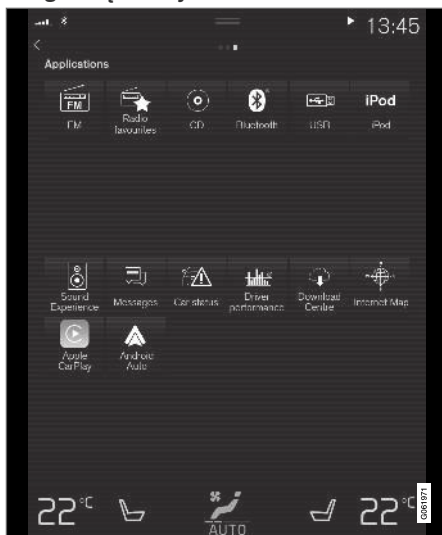 13:45
Applications
FM
iPod
FM
Radio
favourites
CD
Bluetooth
USB
iPod
Sound
Experience
Messages
Car status
Driver
performance
Download
Centre
Internet Map
Apple
CarPlay
Android
Auto
22°C
22°C
AUTO
G061971